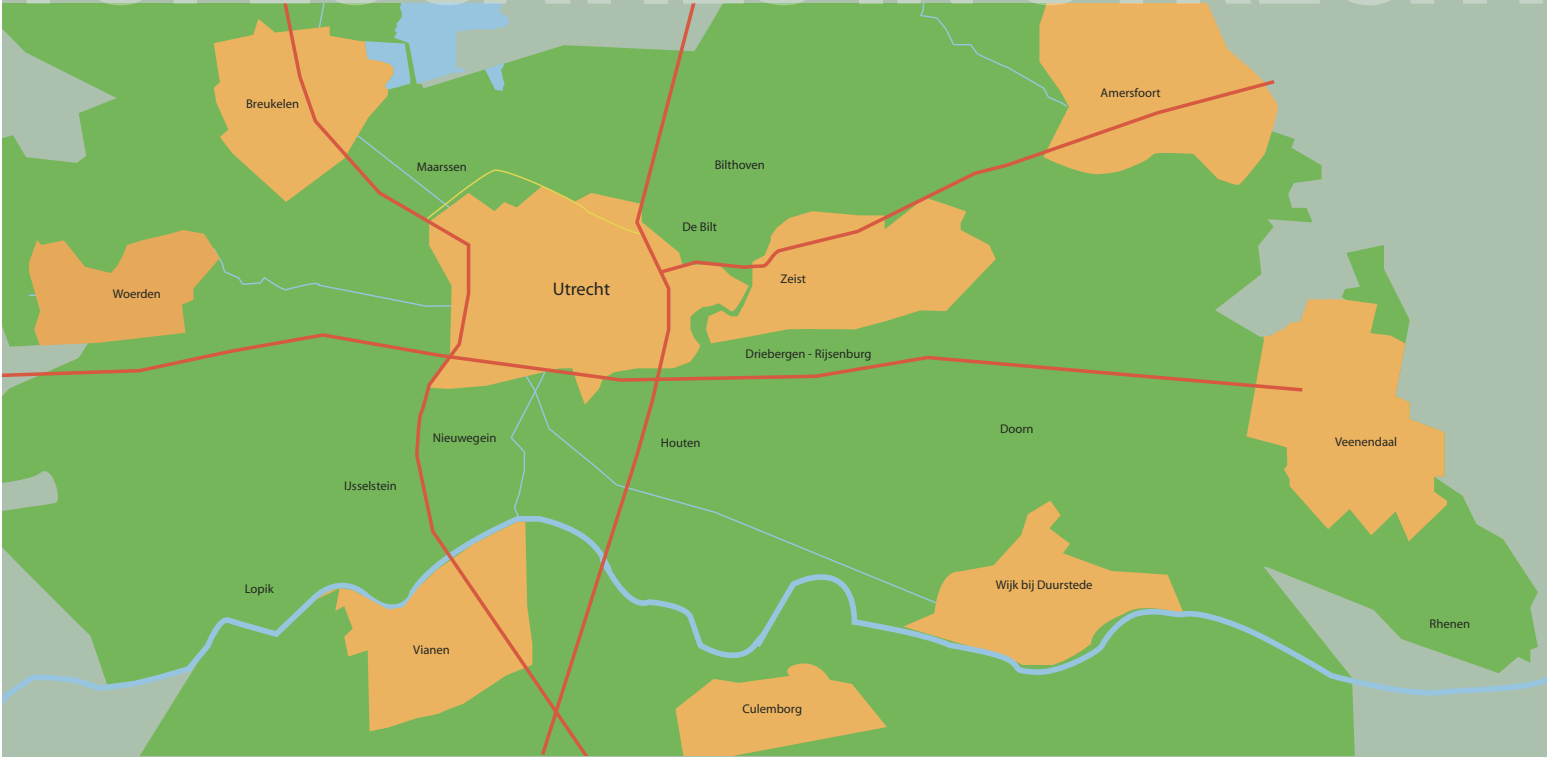 Amersfoort
Breukelen
Maarssen
Bilthoven
De Bilt
Zeist
Utrecht
Woerden
Driebergen - Rijsenburg
Doorn
Nieuwegein
Houten
Veenendaal
IJsselstein
Wijk bij Duurstede
Lopik
Rhenen
Vianen
Culemborg